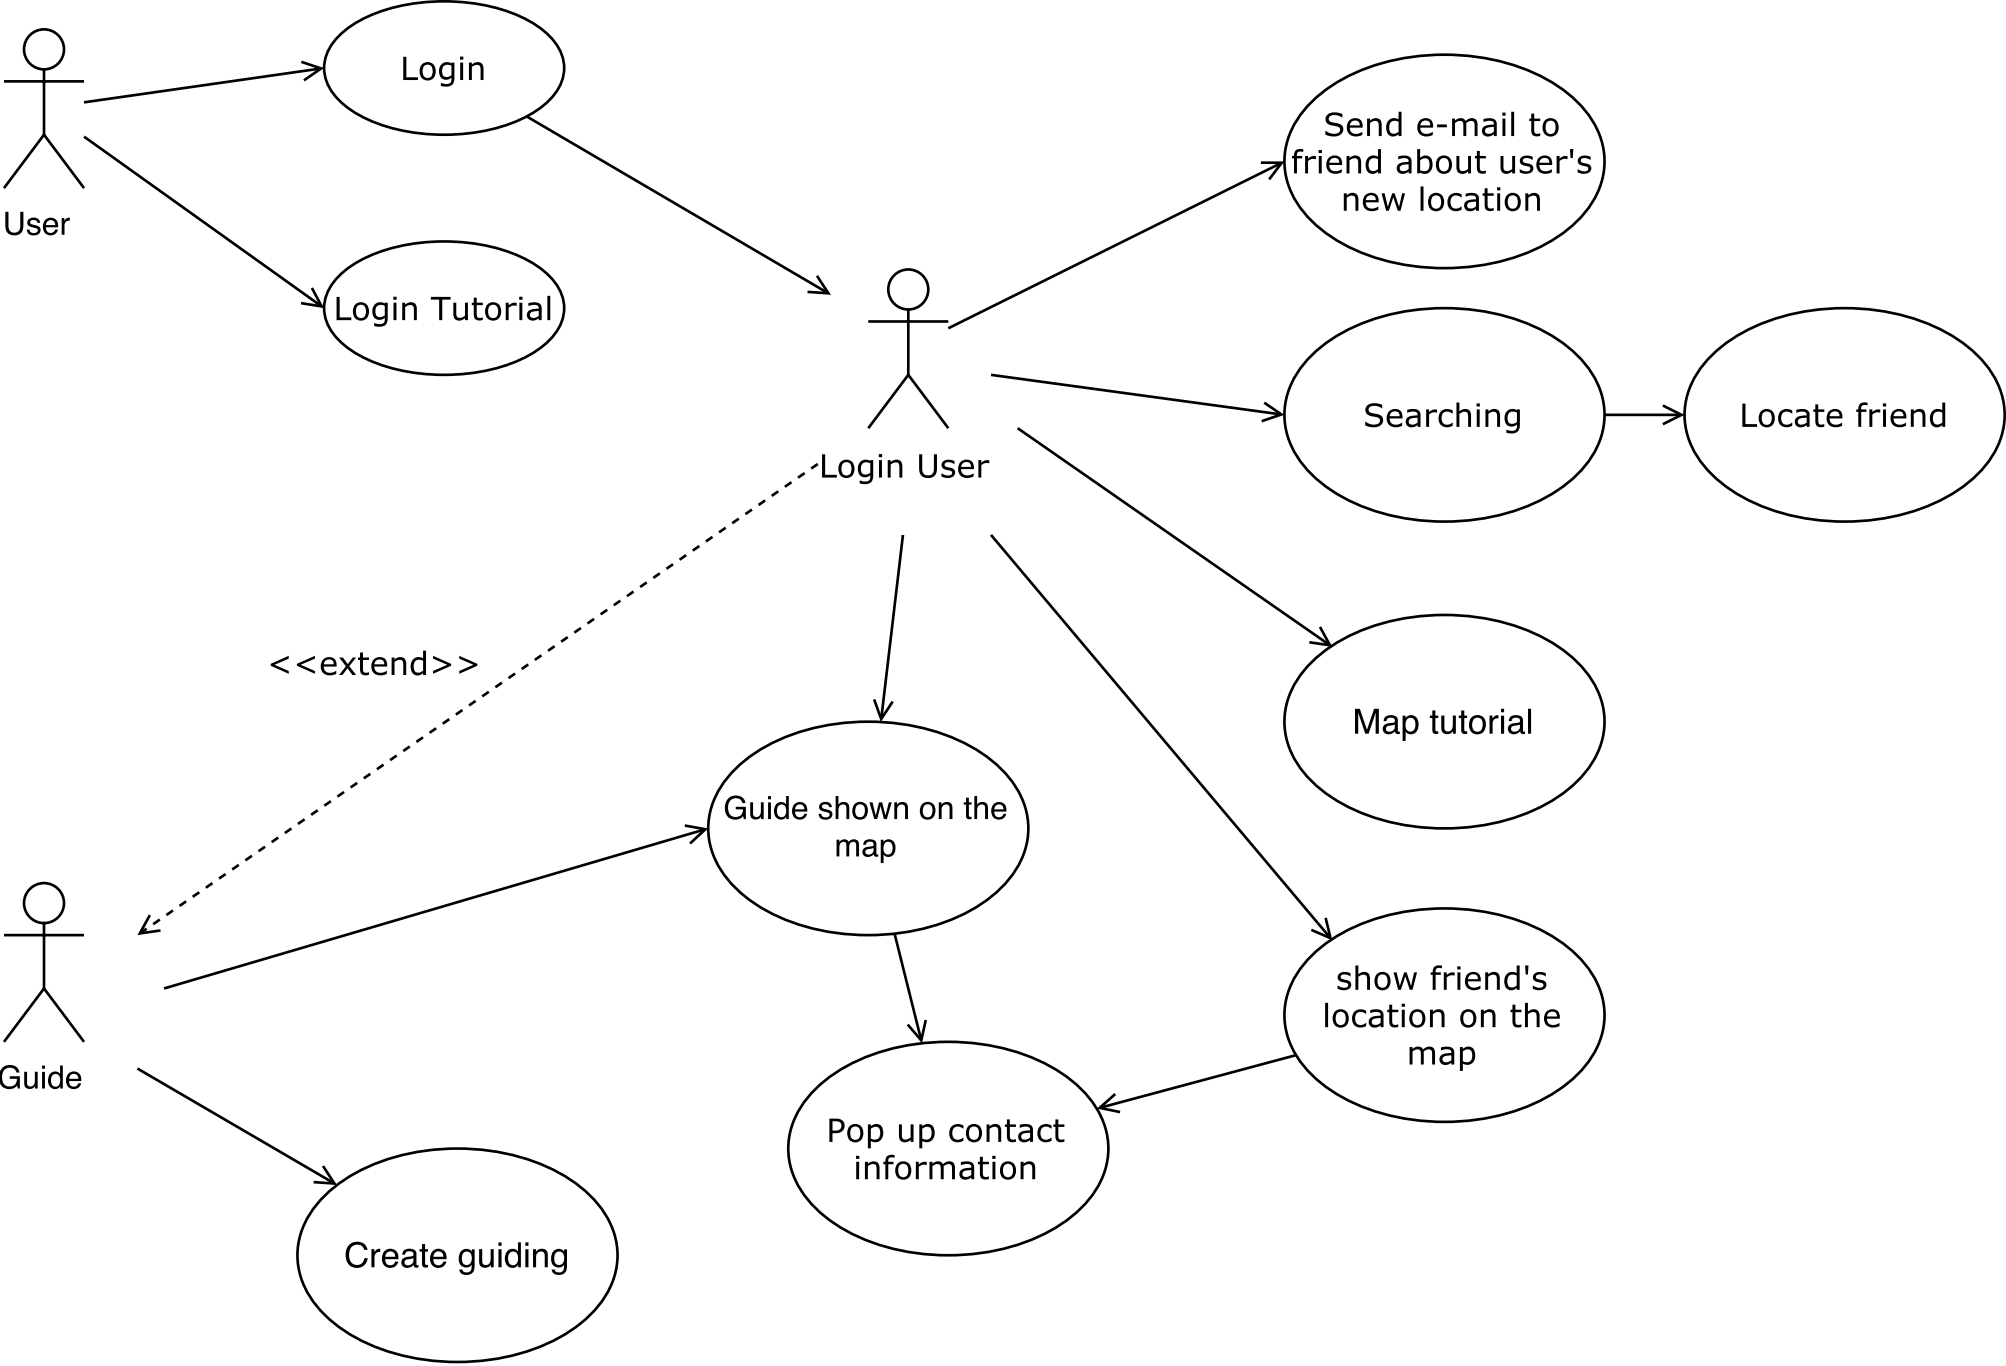 Login
User
Login Tutorial
Send e-mail to
friend about user's
new location
Login User
Searching
Locate friend
<<extend>>
Map tutorial
Guide shown on the
map
Guide
show friend's
location on the
map
Pop up contact
information
Create guiding